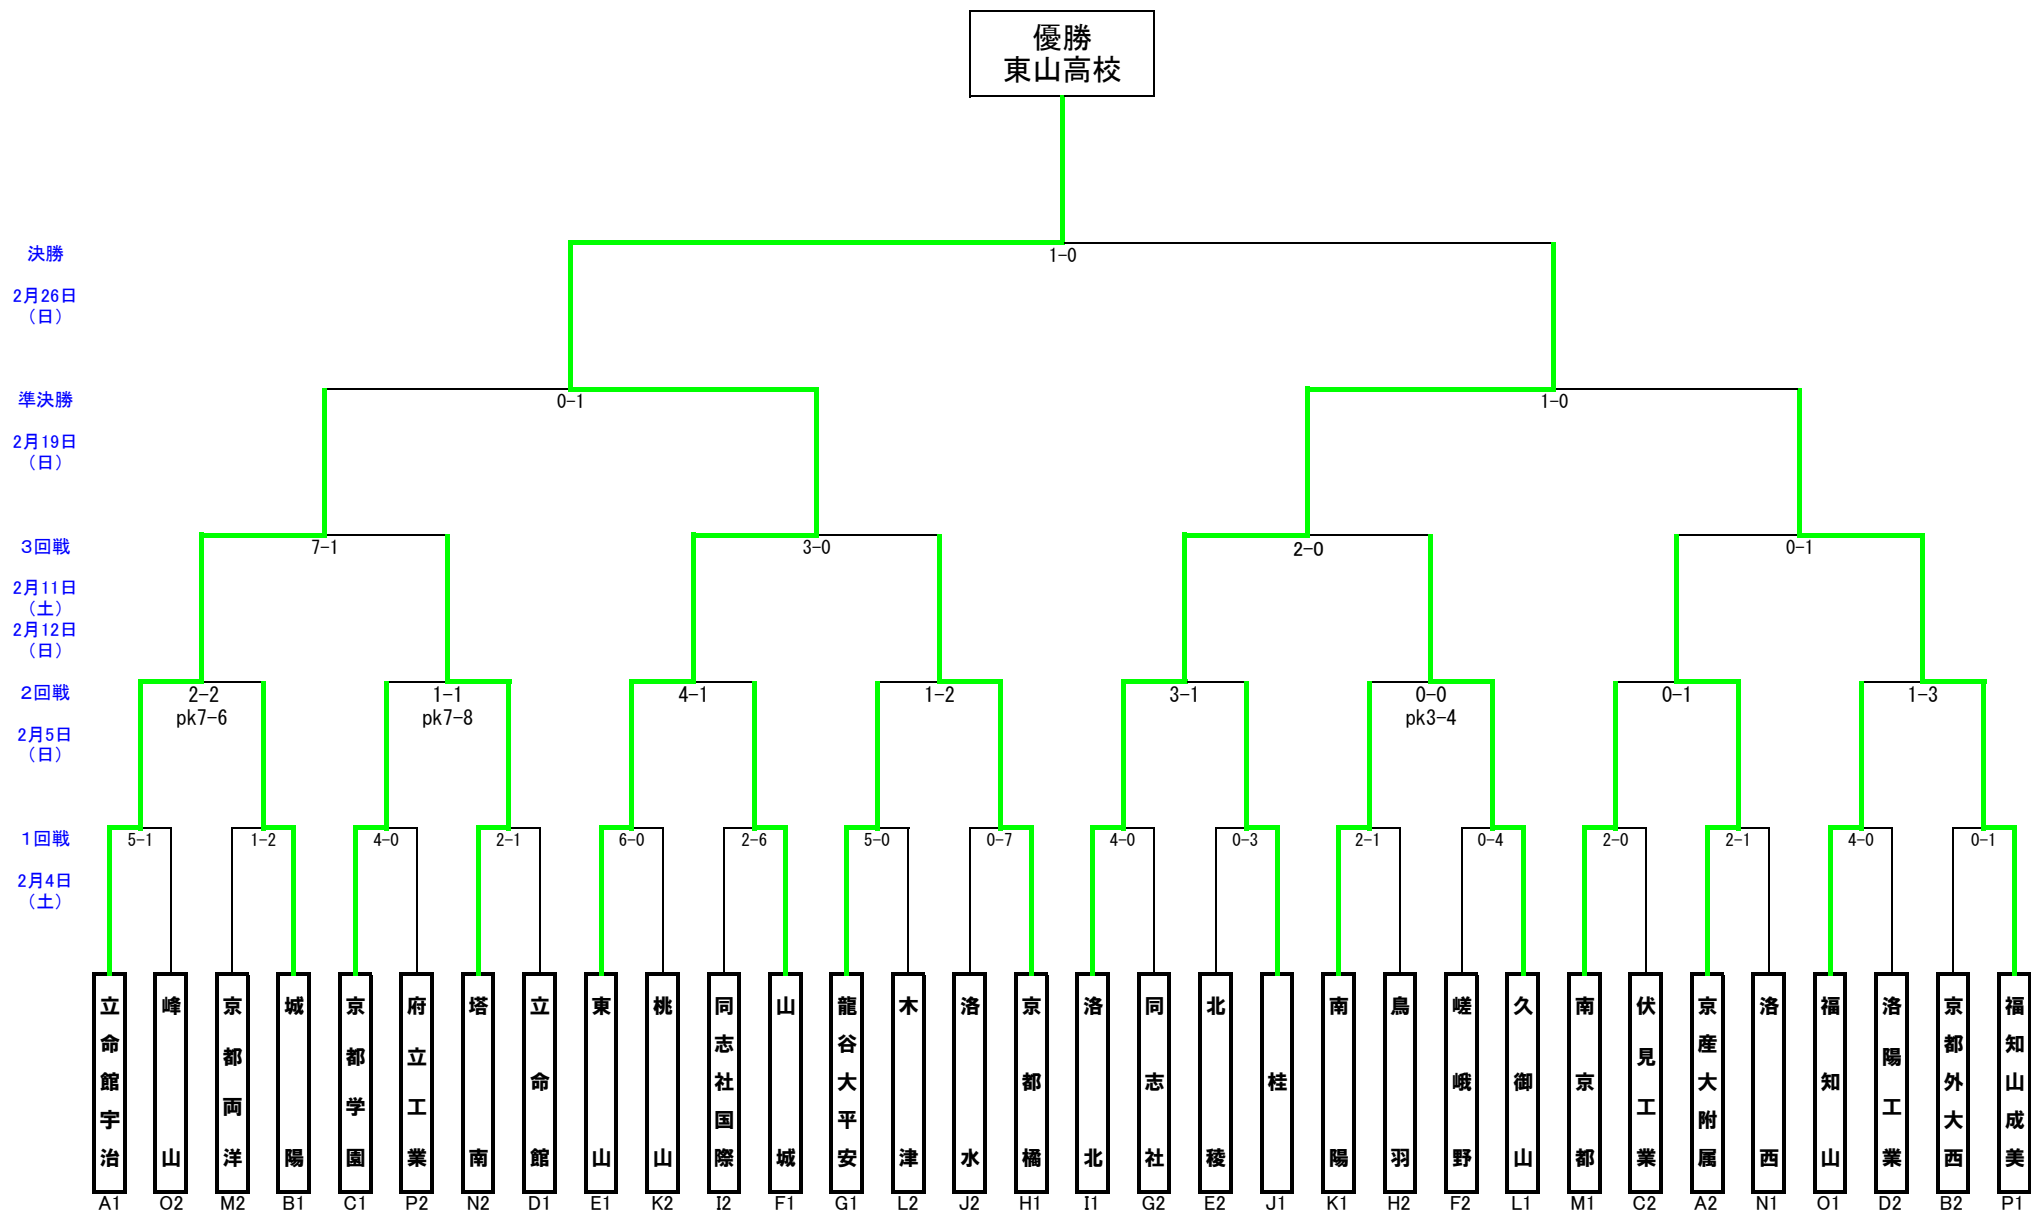 優勝
東山高校
決勝
1-0
2月26日
（日）
準決勝
0-1
1-0
2月19日
（日）
３回戦
7-1
3-0
2-0
0-1
2月11日
（土）
2月12日
（日）
２回戦
2-2
pk7-6
1-1
pk7-8
4-1
1-2
3-1
0-0
pk3-4
0-1
1-3
2月5日
（日）
１回戦
5-1
1-2
4-0
2-1
6-0
2-6
5-0
0-7
4-0
0-3
2-1
0-4
2-0
2-1
4-0
0-1
2月4日
（土）
立命館宇治
峰山
京都両洋
城陽
京都学園
府立工業
塔南
立命館
東山
桃山
同志社国際
山城
龍谷大平安
木津
洛水
京都橘
洛北
同志社
北稜
桂
南陽
鳥羽
嵯峨野
久御山
南京都
伏見工業
京産大附属
洛西
福知山
洛陽工業
京都外大西
福知山成美
A1 O2 M2 B1 C1 P2 N2 D1 E1 K2 I2 F1 G1 L2 J2 H1 I1 G2 E2 J1 K1 H2 F2 L1 M1 C2 A2 N1 O1 D2 B2 P1